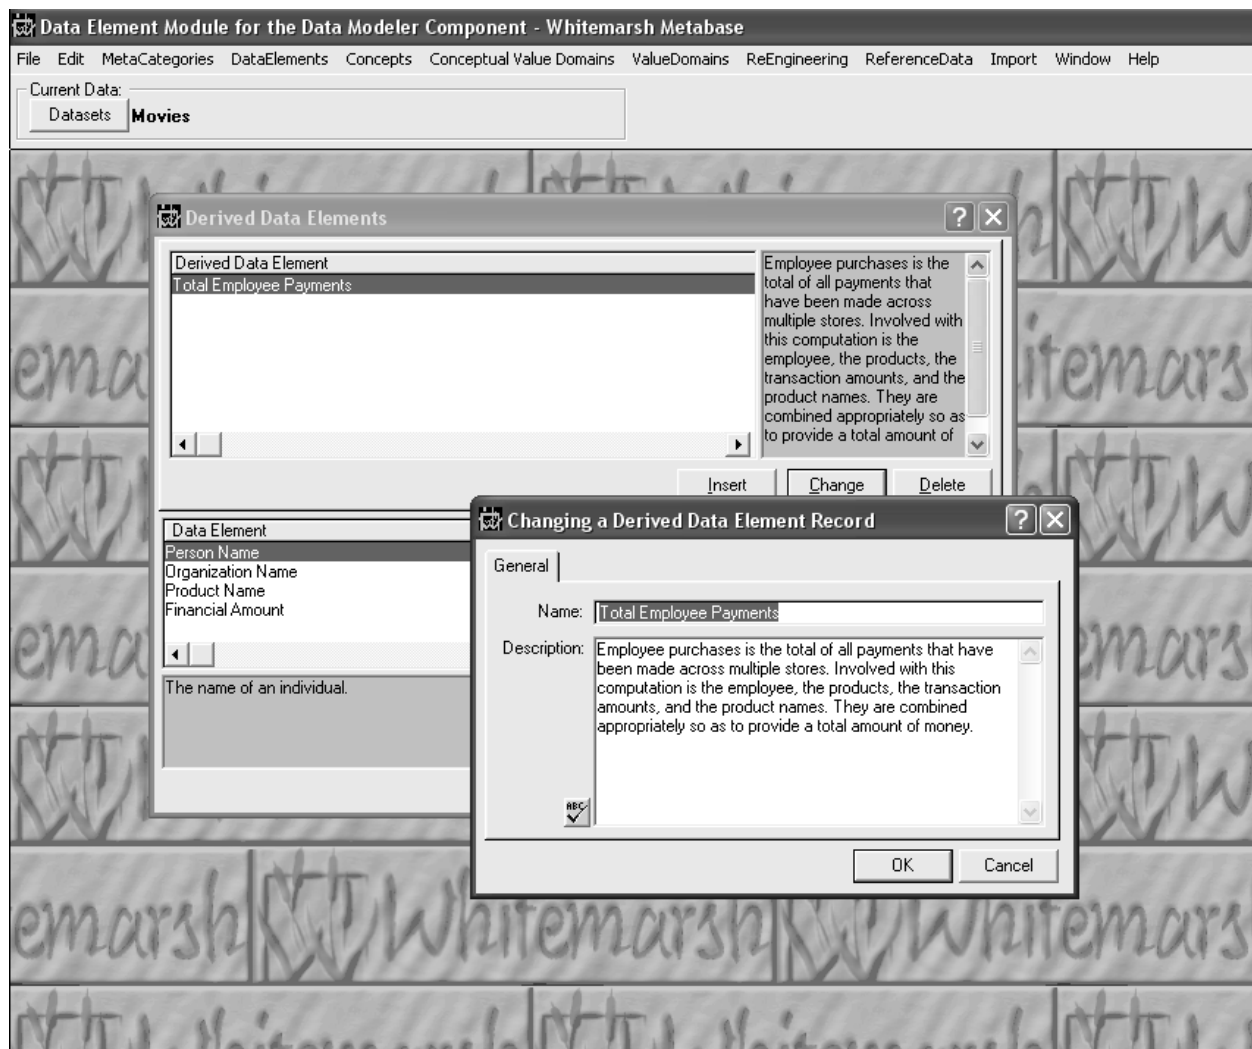 Data Element Module for the Data Modeler Component - Whitemarsh Metabase
File Edit MetaCategories DataElements Concepts Conceptual Value Domains ValueDomains ReEngineering ReferenceData Import Window Help
Current Data:
Datasets Movies
Derived Data Elements
Derived Data Element
Total Employee Payments
Employee purchases is the
total of all payments that
have been made across
multiple stores. Involved with
this computation is the
employee, the products, the
transaction amounts, and the
product names. They are
combined appropriately so as
to provide a total amount of
Insert Change Delete
Data Element
Person Name
Organization Name
Product Name
Financial Amount
The name of an individual.
Changing a Derived Data Element Record
General
Name: Total Employee Payments
Description: Employee purchases is the total of all payments that have
been made across multiple stores. Involved with this
computation is the employee, the products, the transaction
amounts, and the product names. They are combined
appropriately so as to provide a total amount of money.
ABC
OK Cancel
emarsh Whitemarsh Whitemars